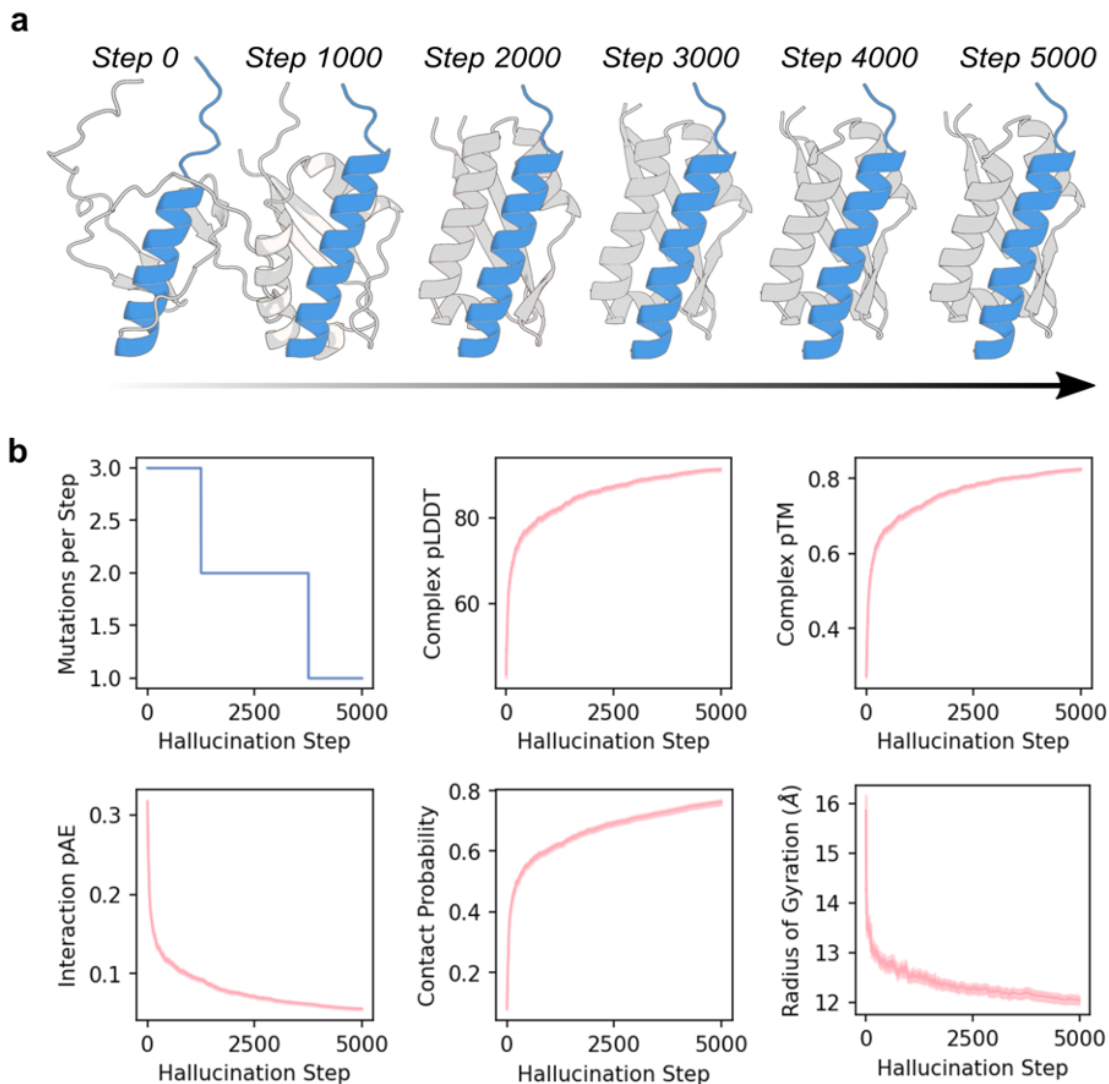 a
Step 0 Step 1000 Step 2000 Step 3000 Step 4000 Step 5000
b
Mutations per Step
3.0
2.5
2.0
1.5
1.0
0 2500 5000
Hallucination Step
Complex pLDDT
80
60
0 2500 5000
Hallucination Step
Complex pTM
0.8
0.6
0.4
0 2500 5000
Hallucination Step
Interaction pAE
0.3
0.2
0.1
0 2500 5000
Hallucination Step
Contact Probability
0.8
0.6
0.4
0.2
0 2500 5000
Hallucination Step
Radius of Gyration (Å)
16
15
14
13
12
0 2500 5000
Hallucination Step